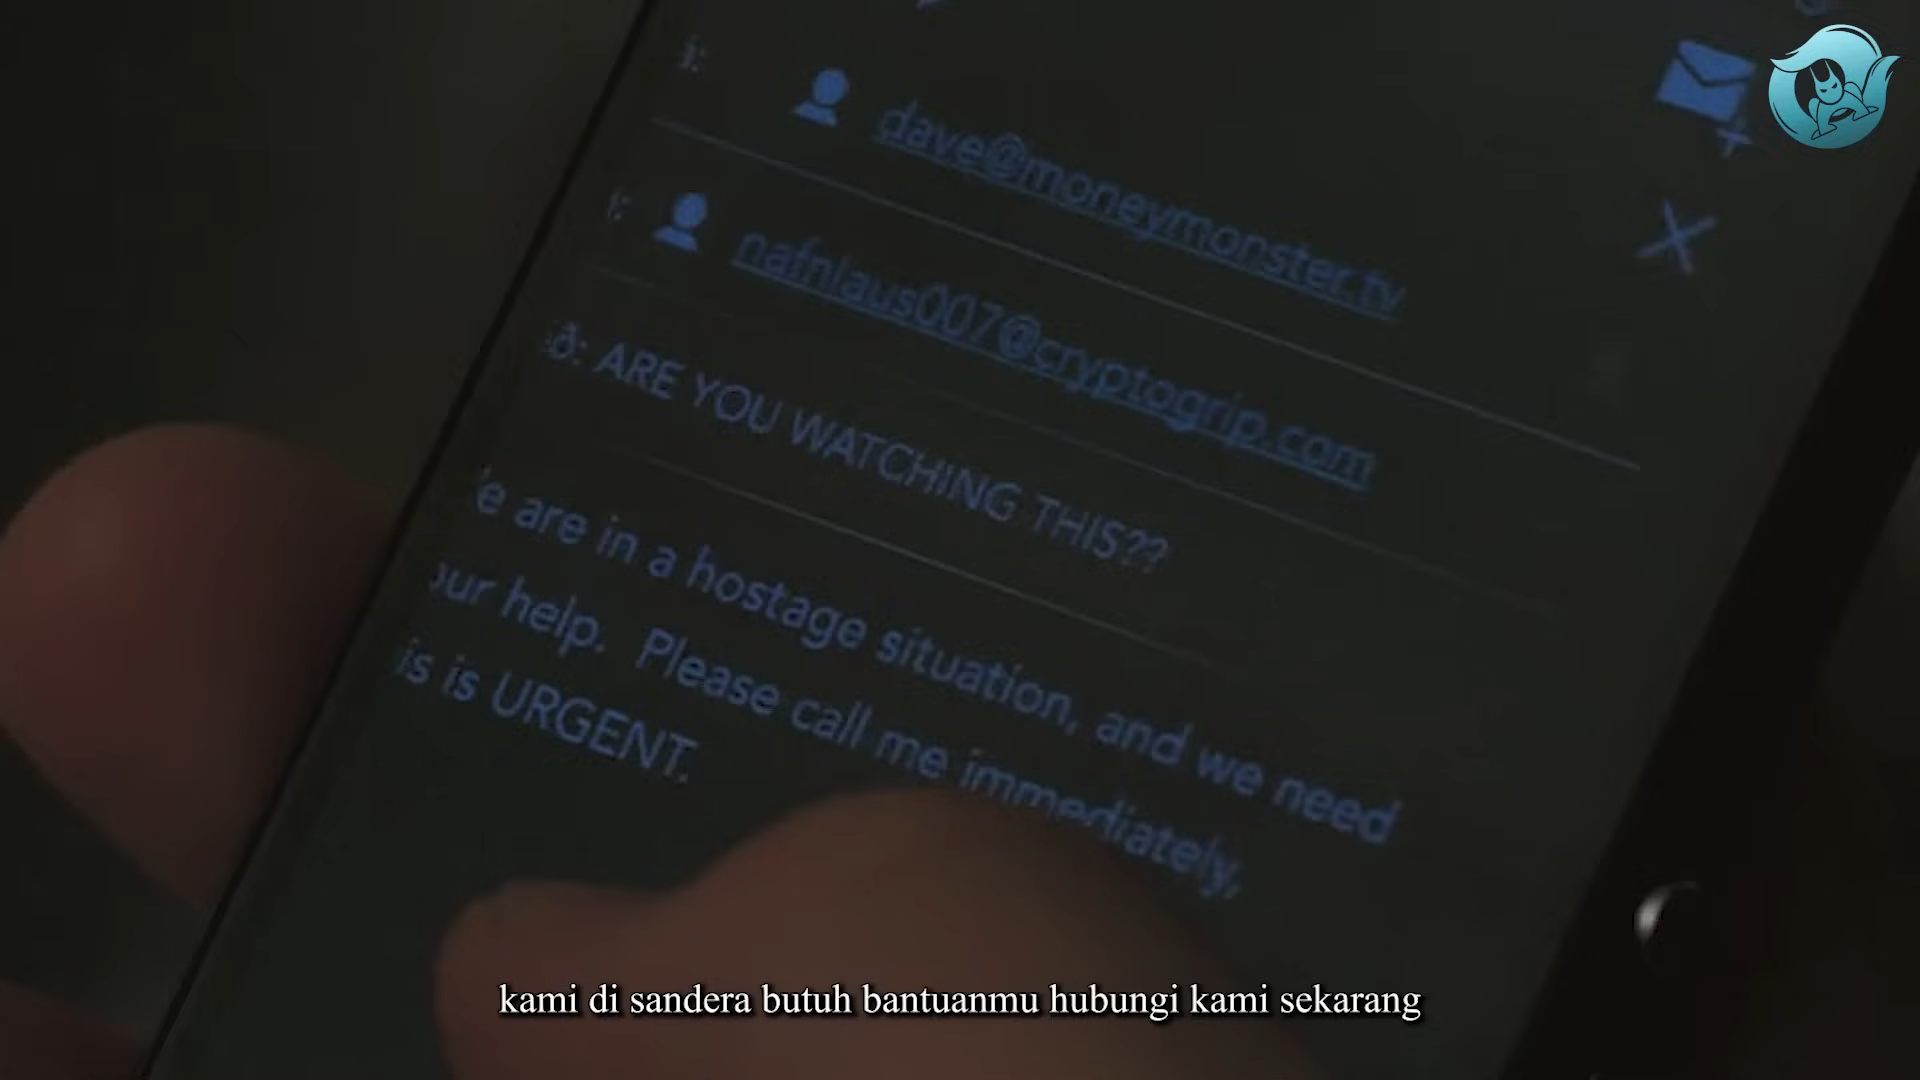 dave@moneymonster.tv
nafnlaus007@cryptogrip.com
ð: ARE YOU WATCHING THIS??
e are in a hostage situation, and we need
our help. Please call me immediately,
is is URGENT.
kami di sandera butuh bantuanmu hubungi kami sekarang